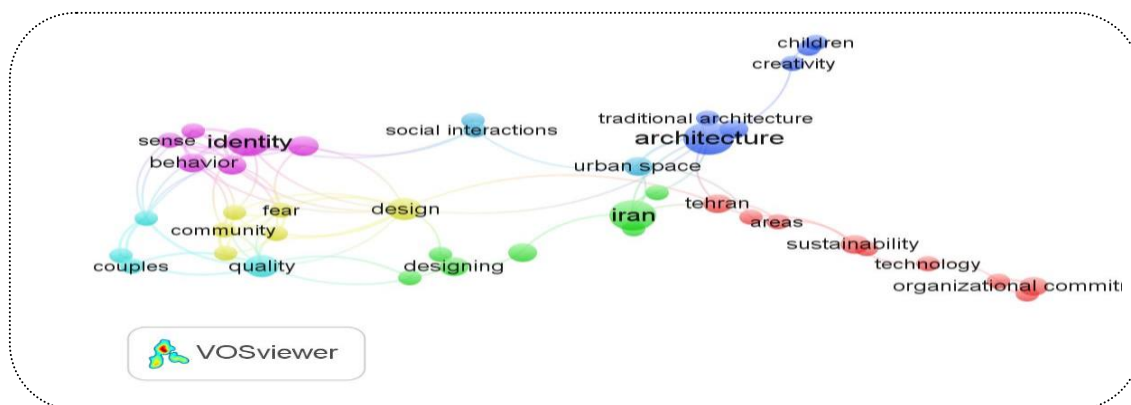 children
creativity
traditional architecture
architecture
social interactions
sense
identity
behavior
urban space
fear
design
tehran
iran
areas
community
sustainability
couples
quality
designing
technology
organizational commit
VOSviewer